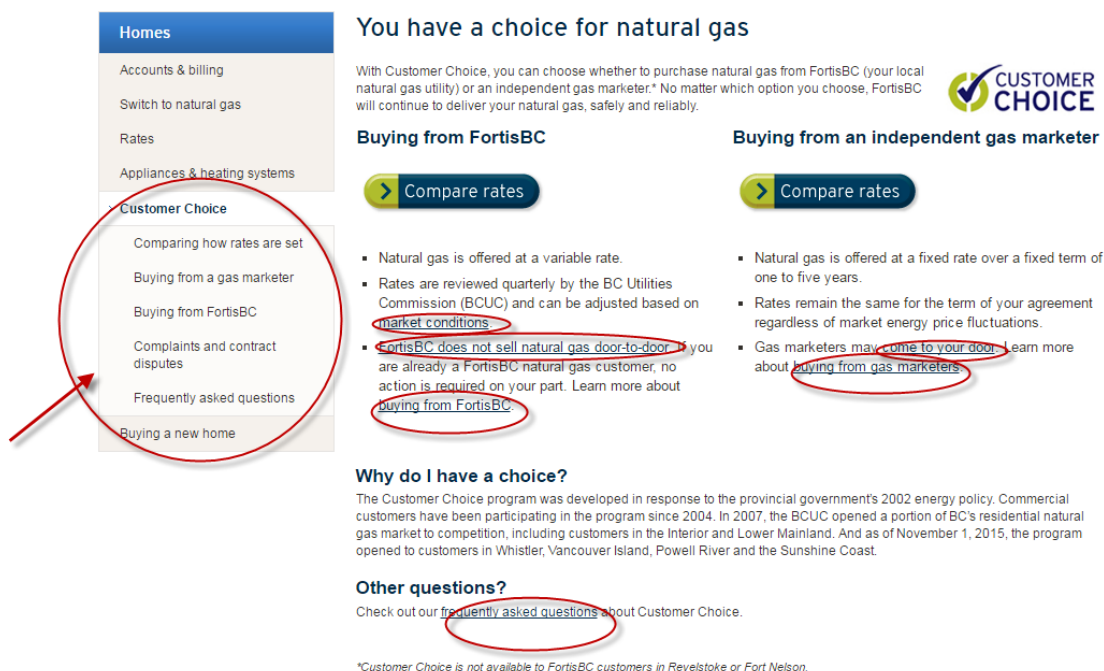 Homes
Accounts & billing
Switch to natural gas
Rates
Appliances & heating systems
Customer Choice
Comparing how rates are set
Buying from a gas marketer
Buying from FortisBC
Complaints and contract
disputes
Frequently asked questions
Buying a new home
You have a choice for natural gas
With Customer Choice, you can choose whether to purchase natural gas from FortisBC (your local
natural gas utility) or an independent gas marketer.* No matter which option you choose, FortisBC
will continue to deliver your natural gas, safely and reliably.
CUSTOMER
CHOICE
Buying from FortisBC
Compare rates
▪ Natural gas is offered at a variable rate.
▪ Rates are reviewed quarterly by the BC Utilities
Commission (BCUC) and can be adjusted based on
market conditions.
▪ FortisBC does not sell natural gas door-to-door. If you
are already a FortisBC natural gas customer, no
action is required on your part. Learn more about
buying from FortisBC.
Buying from an independent gas marketer
Compare rates
▪ Natural gas is offered at a fixed rate over a fixed term of
one to five years.
▪ Rates remain the same for the term of your agreement
regardless of market energy price fluctuations.
▪ Gas marketers may come to your door. Learn more
about buying from gas marketers.
Why do I have a choice?
The Customer Choice program was developed in response to the provincial government's 2002 energy policy. Commercial
customers have been participating in the program since 2004. In 2007, the BCUC opened a portion of BC's residential natural
gas market to competition, including customers in the Interior and Lower Mainland. And as of November 1, 2015, the program
opened to customers in Whistler, Vancouver Island, Powell River and the Sunshine Coast.
Other questions?
Check out our frequently asked questions about Customer Choice.
*Customer Choice is not available to FortisBC customers in Revelstoke or Fort Nelson.